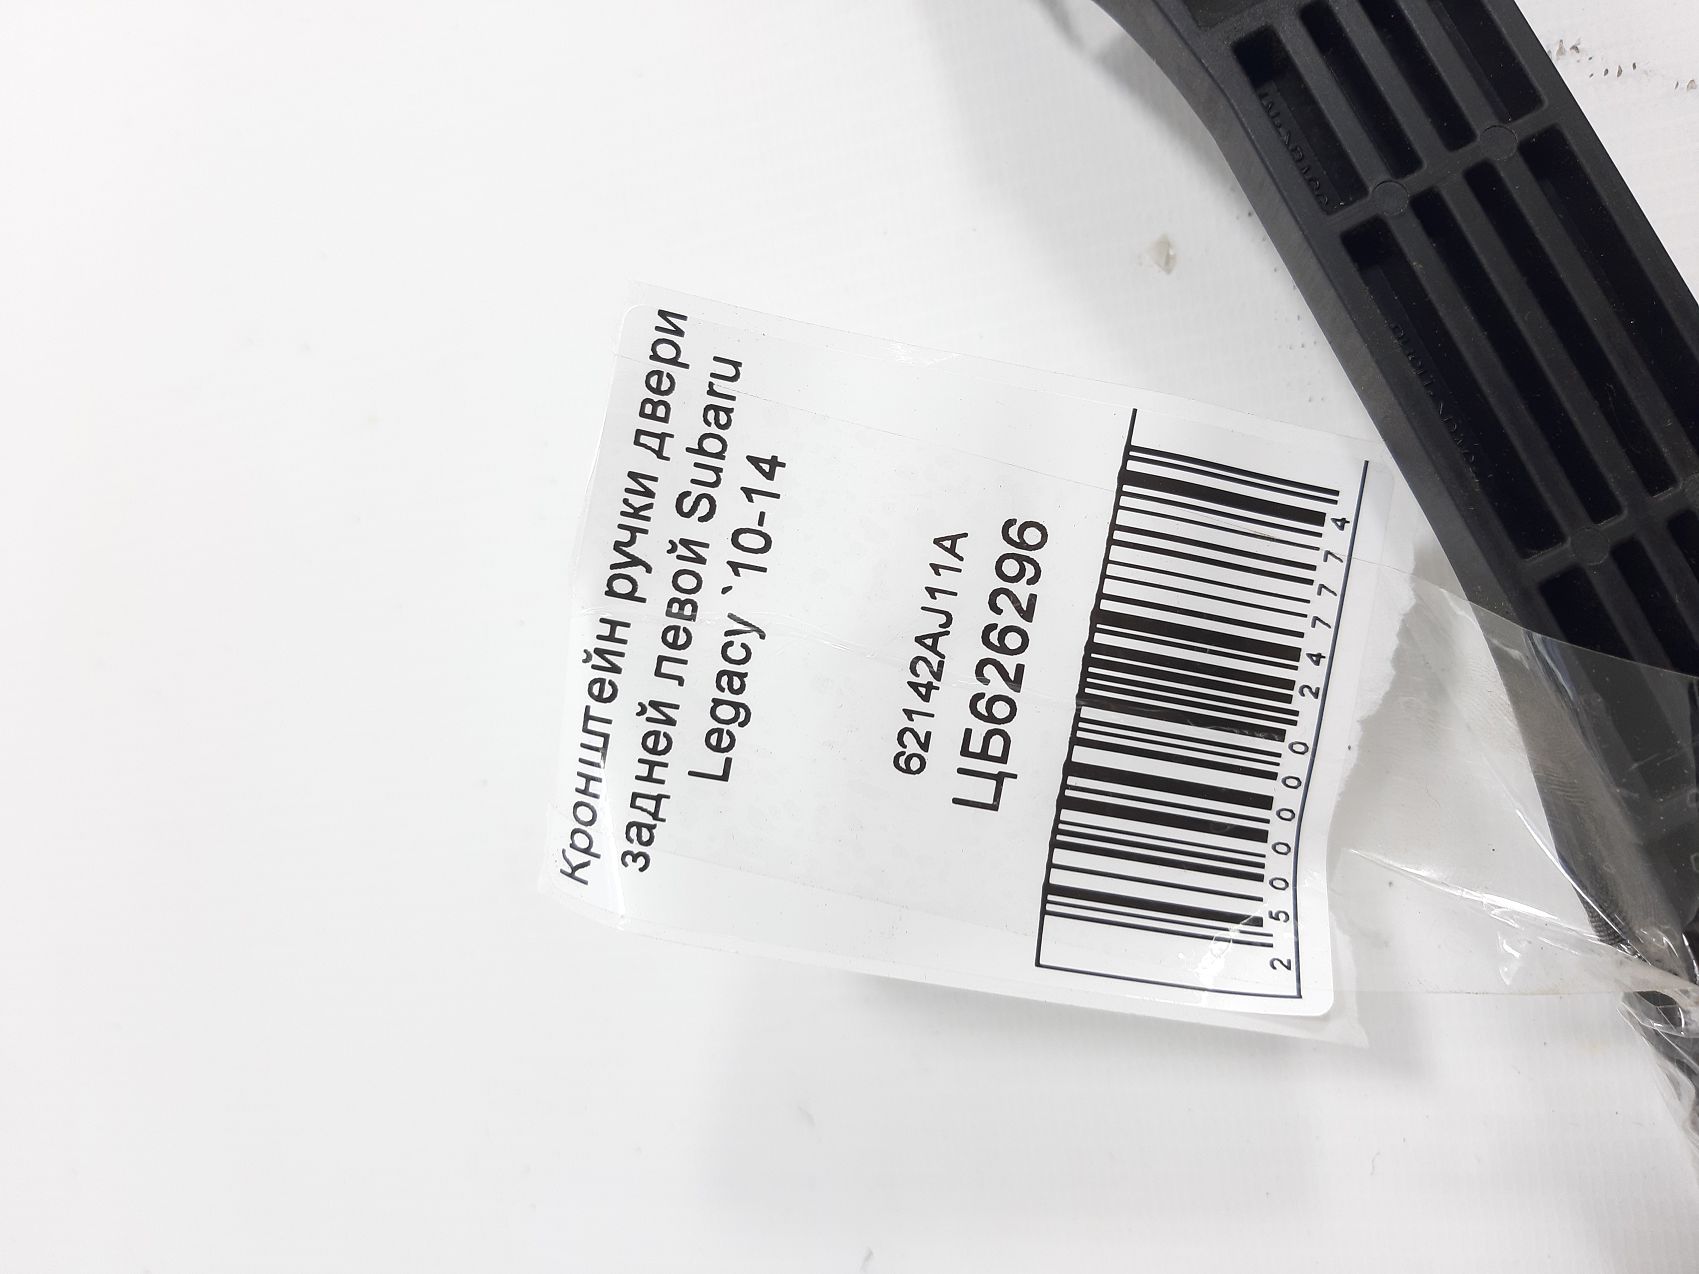 Кронштейн ручки двери
задней левой Subaru
Legacy `10-14
62142AJ11A
ЦБ626296
2500000247774